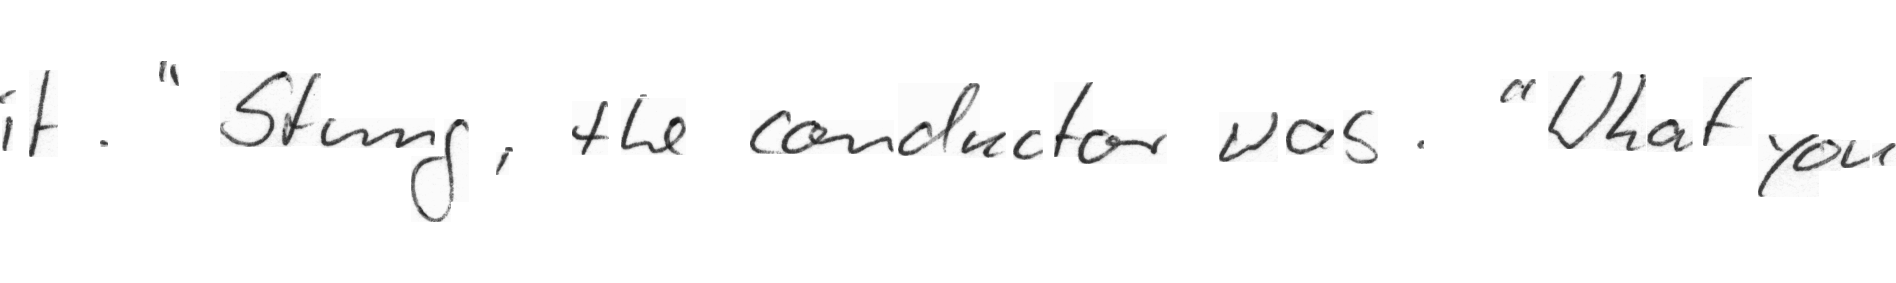 it. " Stung, the conductor was. " What you